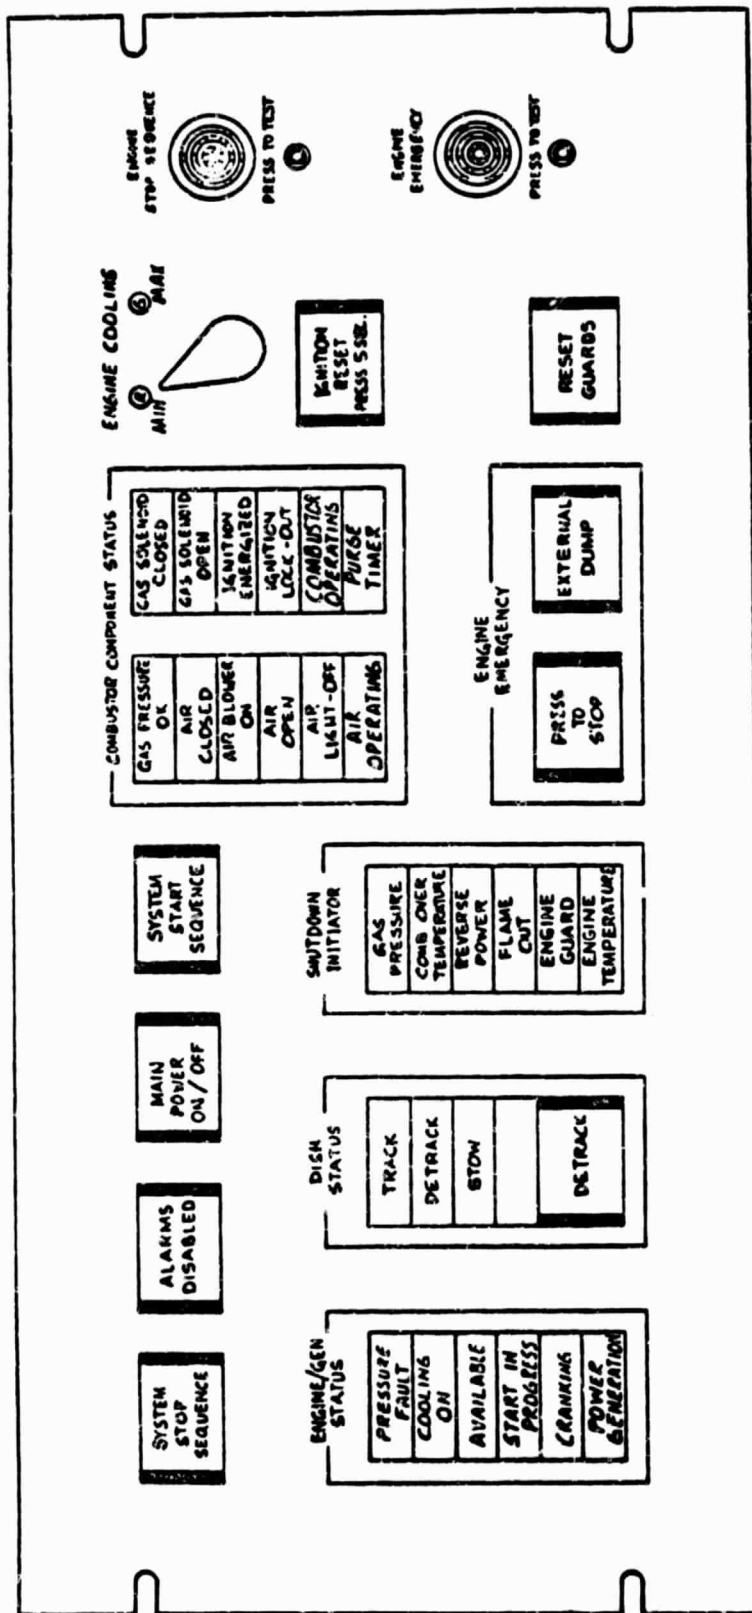 SYSTEM
STOP
SEQUENCE
ALARMS
DISABLED
MAIN
POWER
ON / OFF
SYSTEM
START
SEQUENCE
COMBUSTOR COMPONENT STATUS
GAS PRESSURE
OK
AIR
CLOSED
AIR BLOWER
ON
AIR
OPEN
AIR
LIGHT-OFF
AIR
OPERATING
GAS SOLENOID
CLOSED
GAS SOLENOID
OPEN
IGNITION
ENERGIZED
IGNITION
LOCK-OUT
COMBUSTOR
OPERATING
PURGE
TIMER
ENGINE COOLING
MIN
MAX
IGNITION
RESET
PRESS 5 SEC.
ENGINE
STOP SEQUENCE
PRESS TO TEST
ENGINE/GEN
STATUS
PRESSURE
FAULT
COOLING
ON
AVAILABLE
START IN
PROGRESS
CRANKING
POWER
GENERATION
DISH
STATUS
TRACK
DETRACK
STOW
DETRACK
SHUTDOWN
INITIATOR
GAS
PRESSURE
COMB OVER
TEMPERATURE
REVERSE
POWER
FLAME
OUT
ENGINE
GUARD
ENGINE
TEMPERATURE
ENGINE
EMERGENCY
PRESS
TO
STOP
EXTERNAL
DUMP
RESET
GUARDS
ENGINE
EMERGENCY
PRESS TO TEST